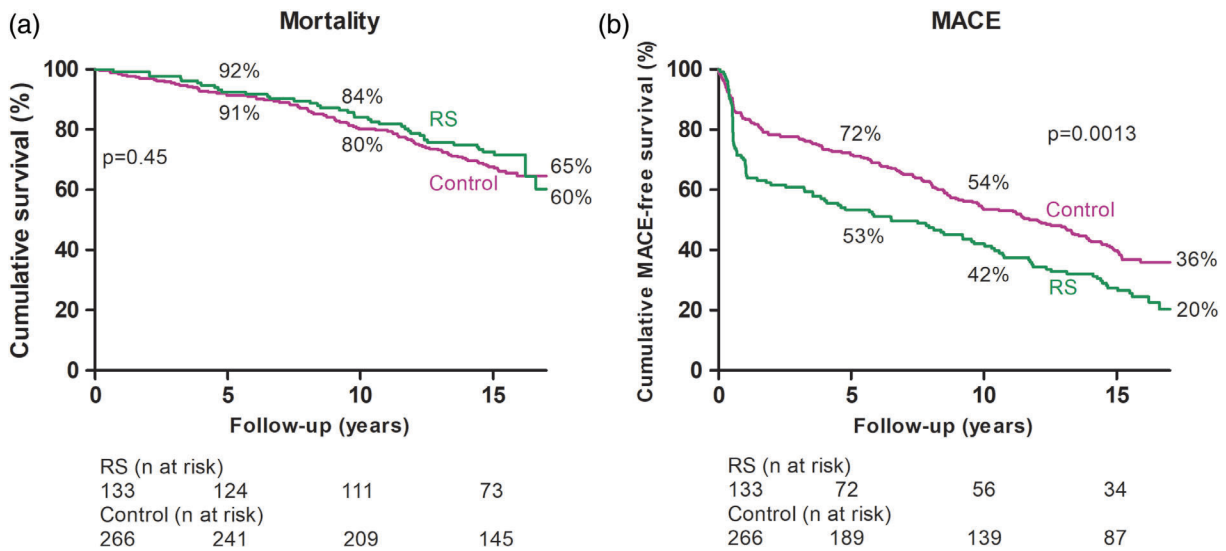 (a)
Mortality
Cumulative survival (%)
100
80
60
40
20
0
92%
91%
84%
80%
RS
Control
65%
60%
p=0.45
0
5
10
15
Follow-up (years)
RS (n at risk)
133 124 111 73
Control (n at risk)
266 241 209 145
(b)
MACE
Cumulative MACE-free survival (%)
100
80
60
40
20
0
72%
53%
54%
42%
p=0.0013
Control
RS
36%
20%
0
5
10
15
Follow-up (years)
RS (n at risk)
133 72 56 34
Control (n at risk)
266 189 139 87